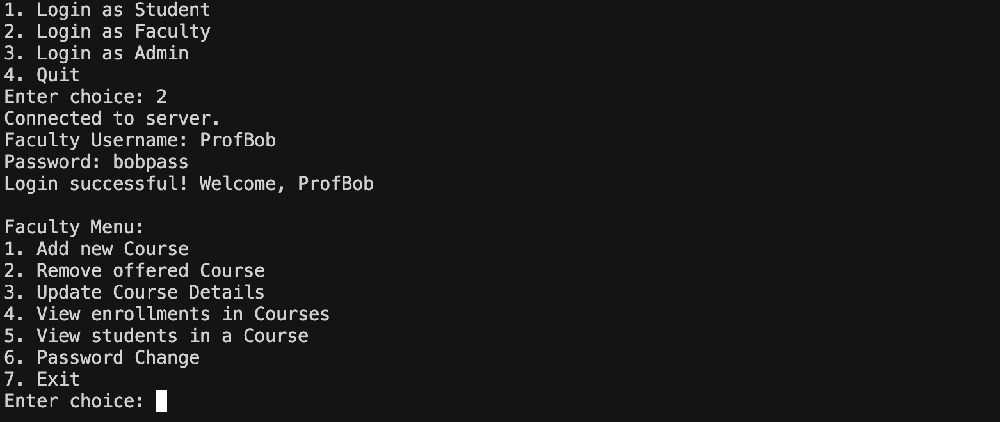 1. Login as Student
2. Login as Faculty
3. Login as Admin
4. Quit
Enter choice: 2
Connected to server.
Faculty Username: ProfBob
Password: bobpass
Login successful! Welcome, ProfBob
Faculty Menu:
1. Add new Course
2. Remove offered Course
3. Update Course Details
4. View enrollments in Courses
5. View students in a Course
6. Password Change
7. Exit
Enter choice: